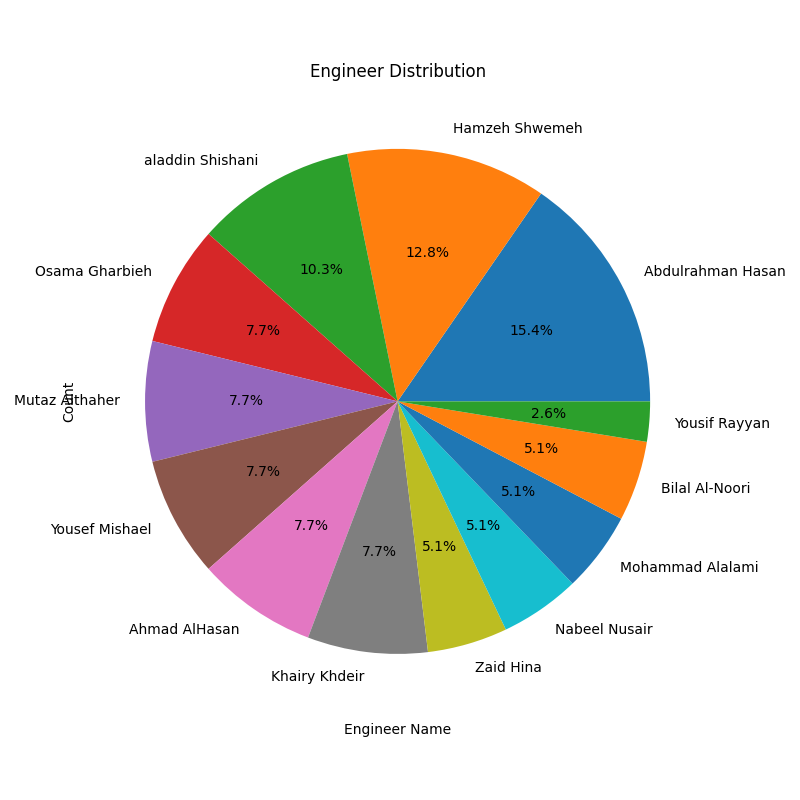 Engineer Distribution
Hamzeh Shwemeh
aladdin Shishani
Osama Gharbieh
Abdulrahman Hasan
12.8%
10.3%
15.4%
7.7%
Count
7.7%
2.6%
Yousif Rayyan
5.1%
Bilal Al-Noori
7.7%
5.1%
Yousef Mishael
7.7%
5.1%
5.1%
7.7%
Mohammad Alalami
Ahmad AlHasan
Nabeel Nusair
Khairy Khdeir
Zaid Hina
Engineer Name